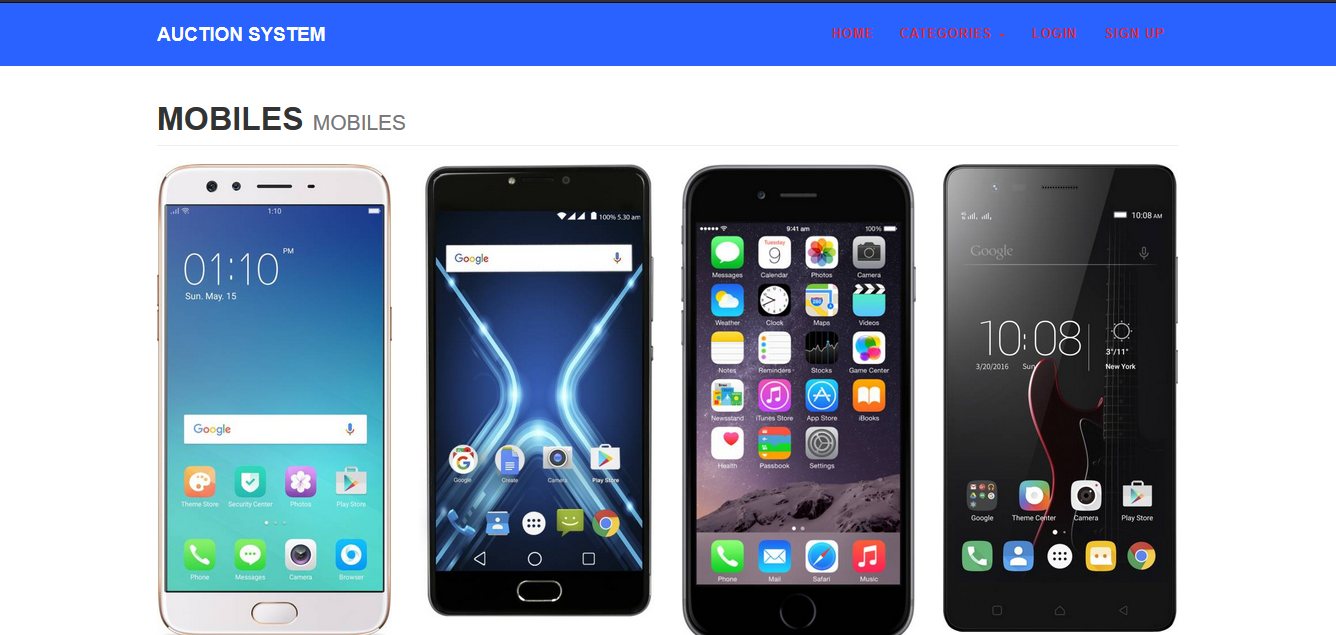 AUCTION SYSTEM
HOME CATEGORIES LOGIN SIGN UP
MOBILES MOBILES
1:10
01:10 PM
Sun. May. 15
Google
Theme Store Security Center Photos Play Store
Phone Messages Camera Browser
100% 5.30 am
Google
Google Create Camera Play Store
9:41 am 100%
Messages Calendar Photos Camera
Tuesday
9
280
Weather Clock Maps Videos
Notes Reminders Stocks Game Center
Newsstand iTunes Store App Store iBooks
Health Passbook Settings
Phone Mail Safari Music
10:08 AM
Google
10:08
3°/11°
3/20/2016 Sun New York
Google Theme Center Camera Play Store